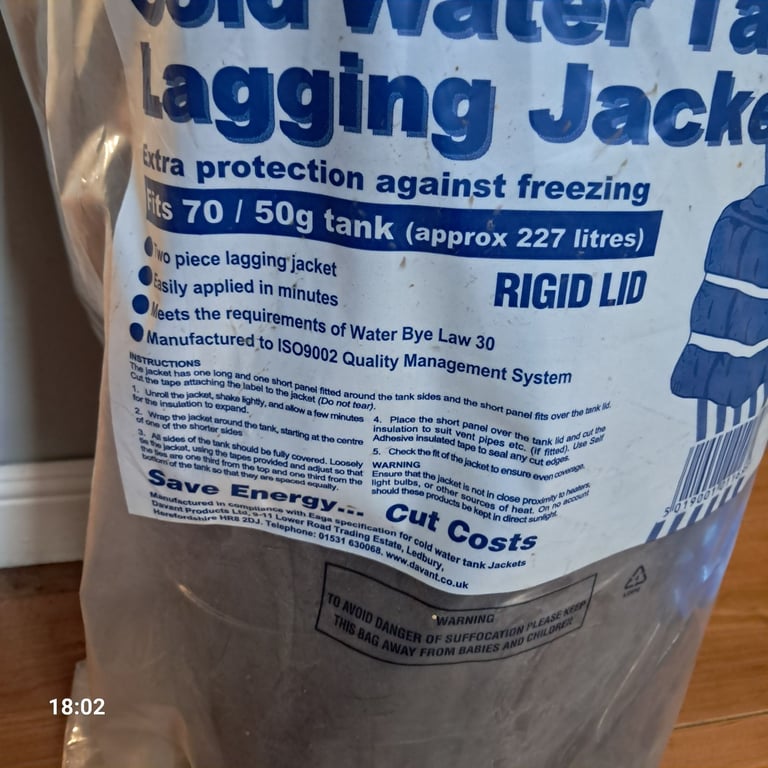 Cold Water Ta
Lagging Jacke
Extra protection against freezing
Fits 70 / 50g tank (approx 227 litres)
Two piece lagging jacket
Easily applied in minutes
Meets the requirements of Water Bye Law 30
Manufactured to ISO9002 Quality Management System
RIGID LID
INSTRUCTIONS
The jacket has one long and one short panel fitted around the tank sides and the short panel fits over the tank lid.
Cut the tape attaching the label to the jacket (Do not tear).
1. Unroll the jacket, shake lightly, and allow a few minutes
for the insulation to expand.
2. Wrap the jacket around the tank, starting at the centre
of one of the shorter sides
3. All sides of the tank should be fully covered. Loosely
tie the jacket, using the tapes provided and adjust so that
the ties are one third from the top and one third from the
bottom of the tank so that they are spaced equally.
4. Place the short panel over the tank lid and cut the
insulation to suit vent pipes etc. (if fitted). Use Self
Adhesive insulated tape to seal any cut edges.
5. Check the fit of the jacket to ensure even coverage.
WARNING
Ensure that the jacket is not in close proximity to heaters,
light bulbs, or other sources of heat. On no account
should these products be kept in direct sunlight.
Save Energy... Cut Costs
Manufactured in compliance with Eaga specification for cold water tank Jackets
Davant Products Ltd, 9-11 Lower Road Trading Estate, Ledbury,
Herefordshire HR8 2DJ. Telephone: 01531 630068. www.davant.co.uk
WARNING
TO AVOID DANGER OF SUFFOCATION PLEASE KEEP
THIS BAG AWAY FROM BABIES AND CHILDREN
18:02